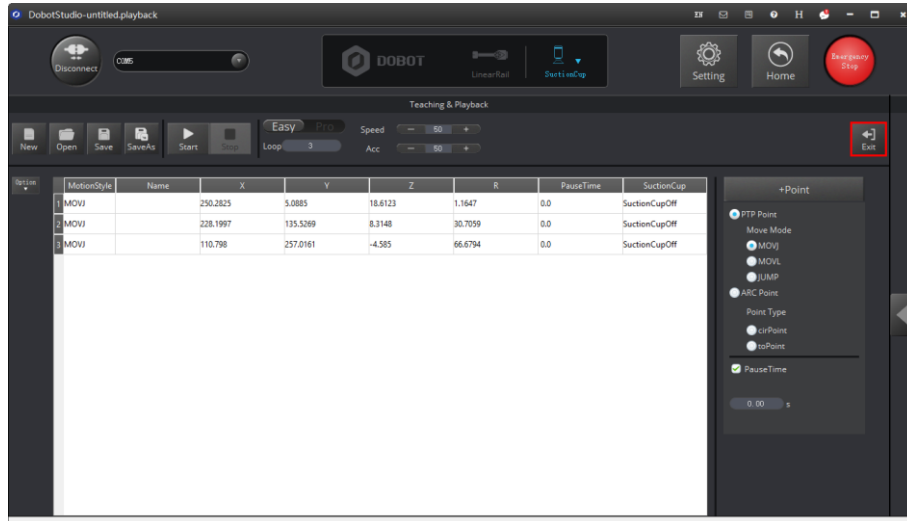 DobotStudio-untitled.playback
H
Disconnect
COM5
DOBOT
LinearRail
SuctionCup
Setting
Home
Emergency
Stop
Teaching & Playback
New
Open
Save
SaveAs
Start
Stop
Easy Pro
Loop 3
Speed - 50 +
Acc - 50 +
Exit
Option
MotionStyle Name X Y Z R PauseTime SuctionCup
1 MOVJ 250.2825 5.0885 18.6123 1.1647 0.0 SuctionCupOff
2 MOVJ 228.1997 135.5269 8.3148 30.7059 0.0 SuctionCupOff
3 MOVJ 110.798 257.0161 -4.585 66.6794 0.0 SuctionCupOff
+Point
PTP Point
Move Mode
MOVJ
MOVL
JUMP
ARC Point
Point Type
cirPoint
toPoint
PauseTime
0.00 s